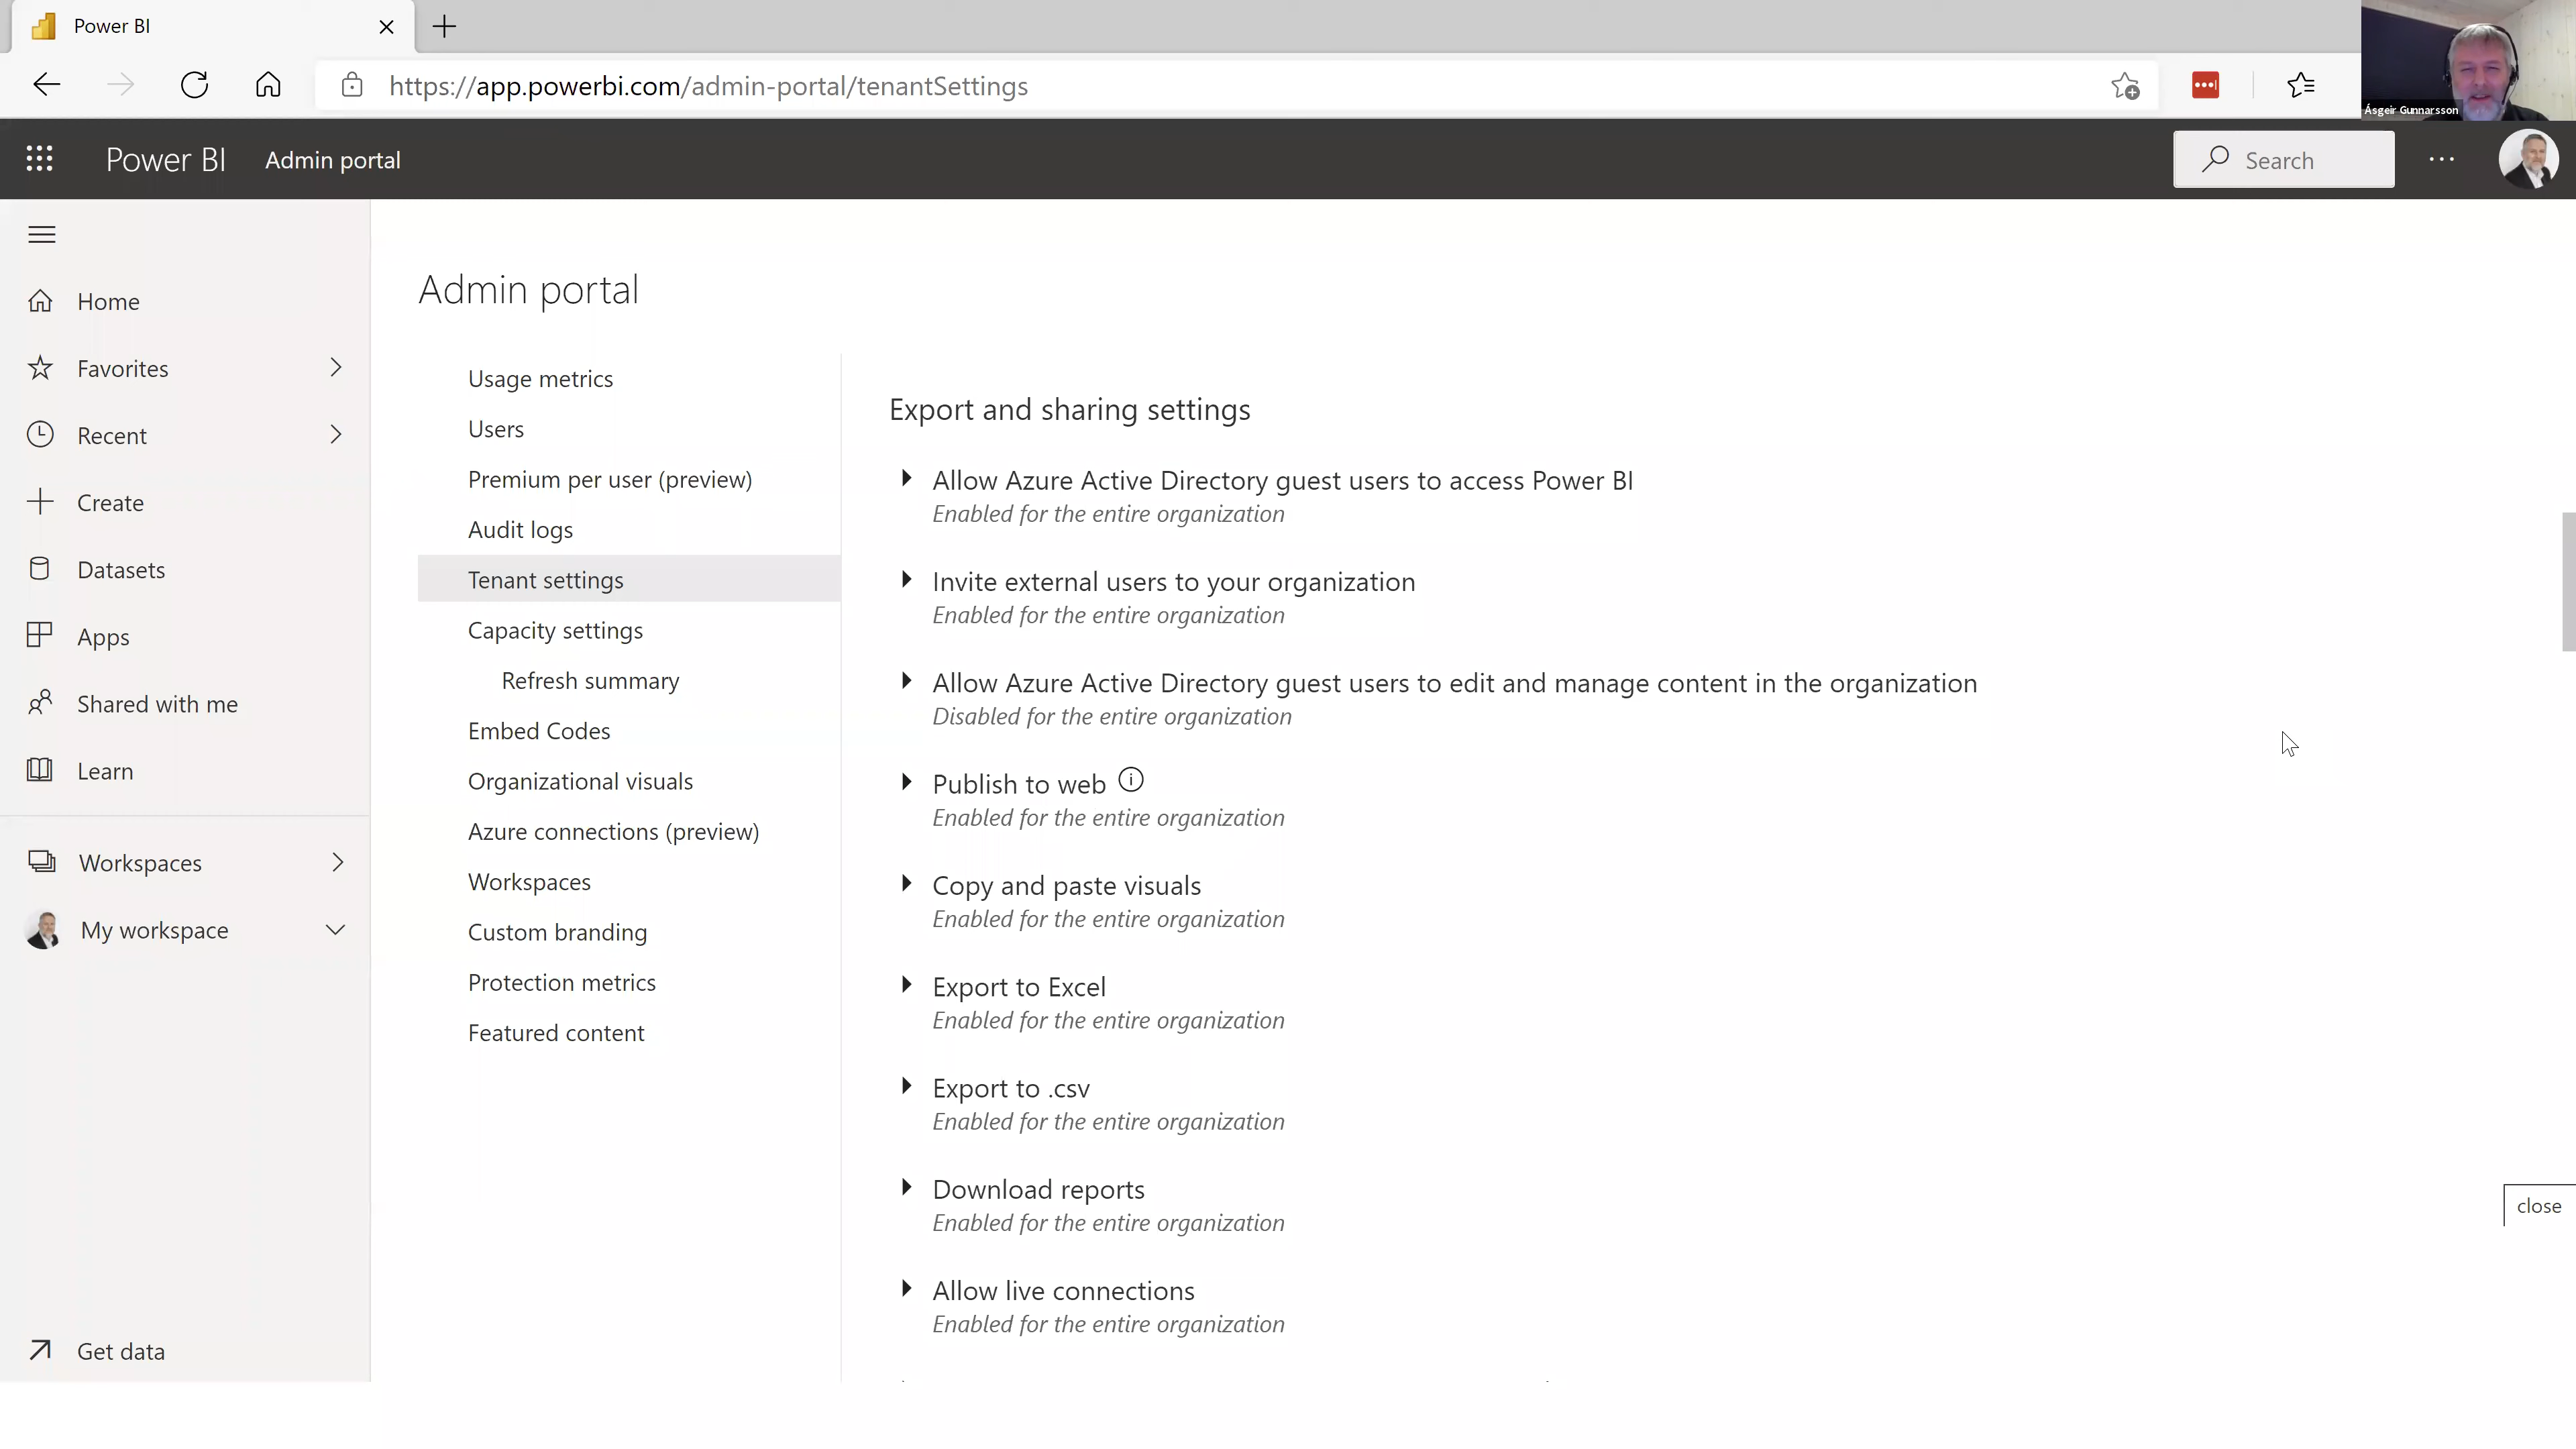 Power BI
https://app.powerbi.com/admin-portal/tenantSettings
Ásgeir Gunnarsson
Power BI
Admin portal
Search
Home
Favorites
Recent
Create
Datasets
Apps
Shared with me
Learn
Workspaces
My workspace
Get data
Admin portal
Usage metrics
Users
Premium per user (preview)
Audit logs
Tenant settings
Capacity settings
Refresh summary
Embed Codes
Organizational visuals
Azure connections (preview)
Workspaces
Custom branding
Protection metrics
Featured content
Export and sharing settings
Allow Azure Active Directory guest users to access Power BI
Enabled for the entire organization
Invite external users to your organization
Enabled for the entire organization
Allow Azure Active Directory guest users to edit and manage content in the organization
Disabled for the entire organization
Publish to web
Enabled for the entire organization
Copy and paste visuals
Enabled for the entire organization
Export to Excel
Enabled for the entire organization
Export to .csv
Enabled for the entire organization
Download reports
Enabled for the entire organization
Allow live connections
Enabled for the entire organization
close